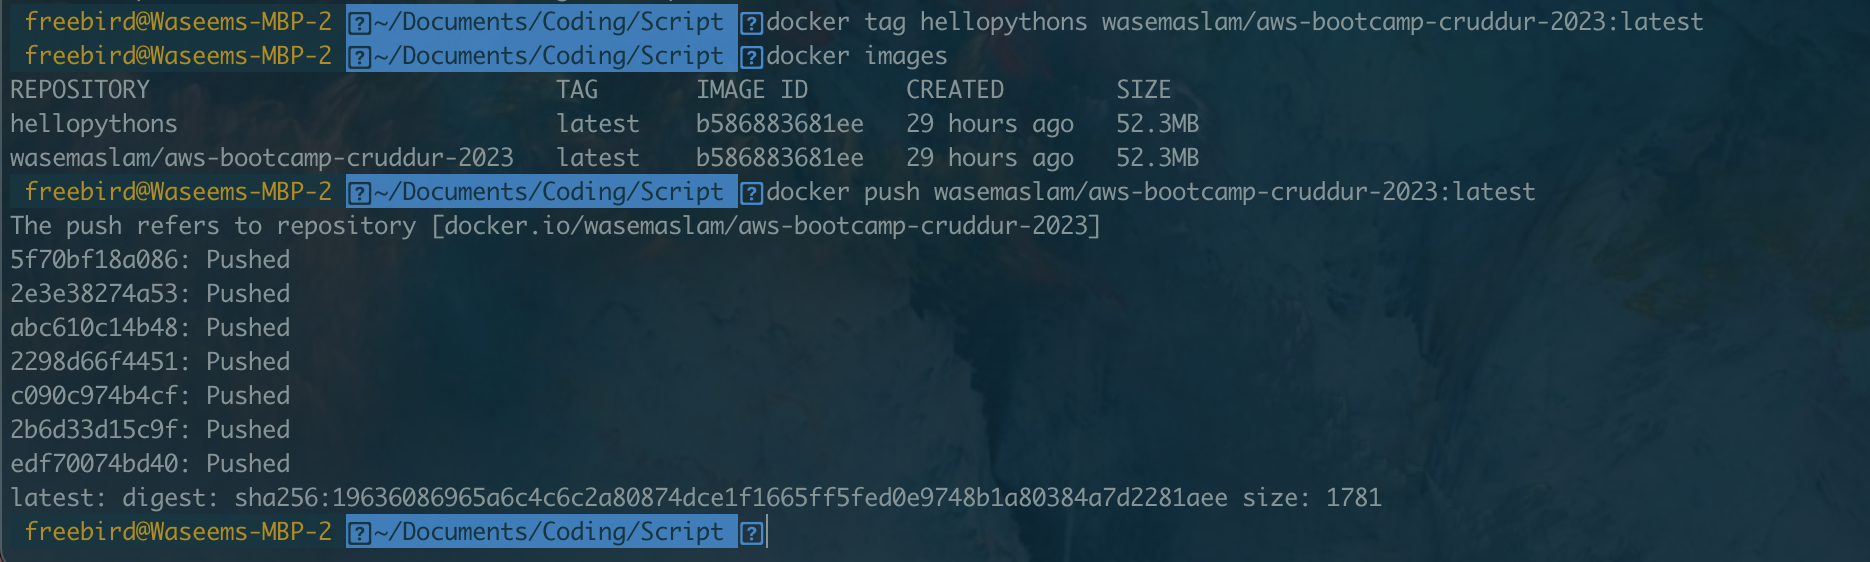 freebird@Waseems-MBP-2 ~/Documents/Coding/Script docker tag hellopythons wasemaslam/aws-bootcamp-cruddur-2023:latest
freebird@Waseems-MBP-2 ~/Documents/Coding/Script docker images
REPOSITORY TAG IMAGE ID CREATED SIZE
hellopythons latest b586883681ee 29 hours ago 52.3MB
wasemaslam/aws-bootcamp-cruddur-2023 latest b586883681ee 29 hours ago 52.3MB
freebird@Waseems-MBP-2 ~/Documents/Coding/Script docker push wasemaslam/aws-bootcamp-cruddur-2023:latest
The push refers to repository [docker.io/wasemaslam/aws-bootcamp-cruddur-2023]
5f70bf18a086: Pushed
2e3e38274a53: Pushed
abc610c14b48: Pushed
2298d66f4451: Pushed
c090c974b4cf: Pushed
2b6d33d15c9f: Pushed
edf70074bd40: Pushed
latest: digest: sha256:19636086965a6c4c6c2a80874dce1f1665ff5fed0e9748b1a80384a7d2281aee size: 1781
freebird@Waseems-MBP-2 ~/Documents/Coding/Script